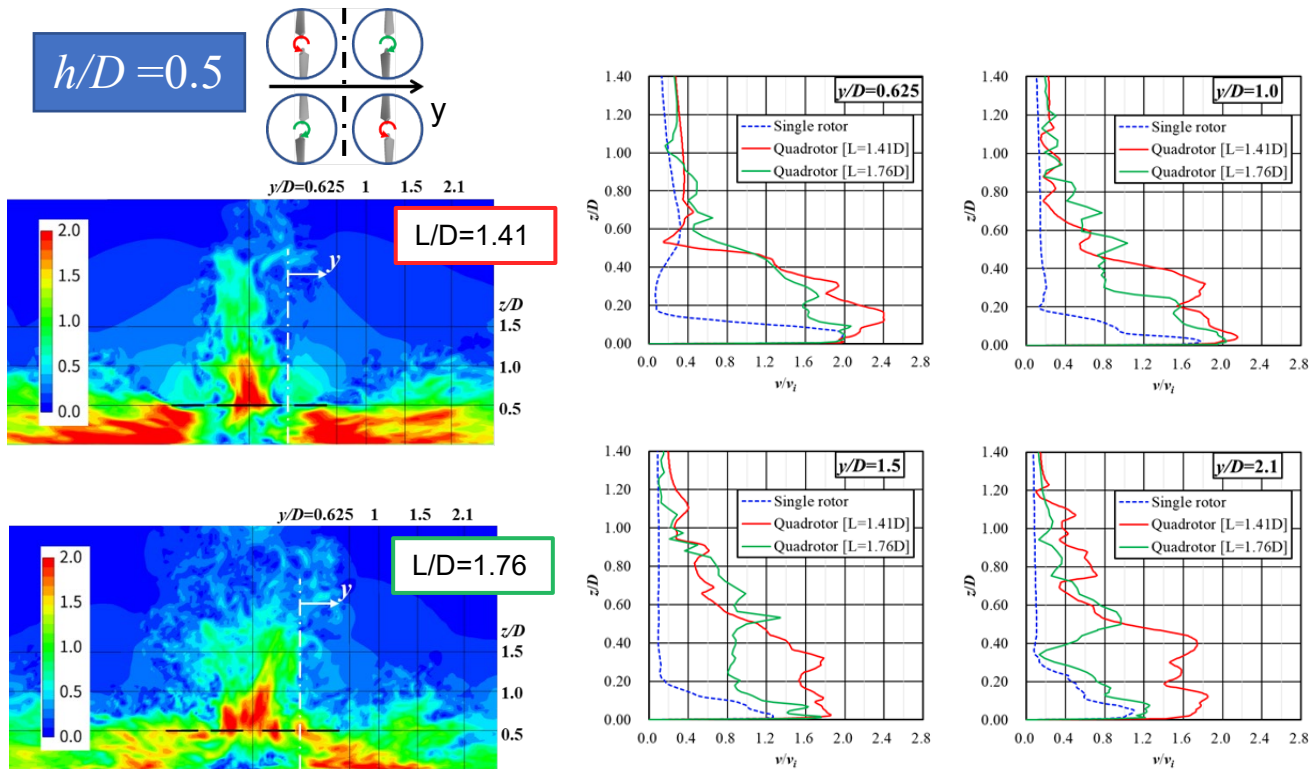 h/D =0.5
y
y/D=0.625 1 1.5 2.1
L/D=1.41
2.0
1.5
1.0
0.5
0.0
y
z/D
1.5
1.0
0.5
y/D=0.625 1 1.5 2.1
L/D=1.76
2.0
1.5
1.0
0.5
0.0
y
z/D
1.5
1.0
0.5
y/D=0.625
Single rotor
Quadrotor [L=1.41D]
Quadrotor [L=1.76D]
z/D
1.40
1.20
1.00
0.80
0.60
0.40
0.20
0.00
0.0 0.4 0.8 1.2 1.6 2.0 2.4 2.8
v/vi
y/D=1.0
Single rotor
Quadrotor [L=1.41D]
Quadrotor [L=1.76D]
z/D
1.40
1.20
1.00
0.80
0.60
0.40
0.20
0.00
0.0 0.4 0.8 1.2 1.6 2.0 2.4 2.8
v/vi
y/D=1.5
Single rotor
Quadrotor [L=1.41D]
Quadrotor [L=1.76D]
z/D
1.40
1.20
1.00
0.80
0.60
0.40
0.20
0.00
0.0 0.4 0.8 1.2 1.6 2.0 2.4 2.8
v/vi
y/D=2.1
Single rotor
Quadrotor [L=1.41D]
Quadrotor [L=1.76D]
z/D
1.40
1.20
1.00
0.80
0.60
0.40
0.20
0.00
0.0 0.4 0.8 1.2 1.6 2.0 2.4 2.8
v/vi